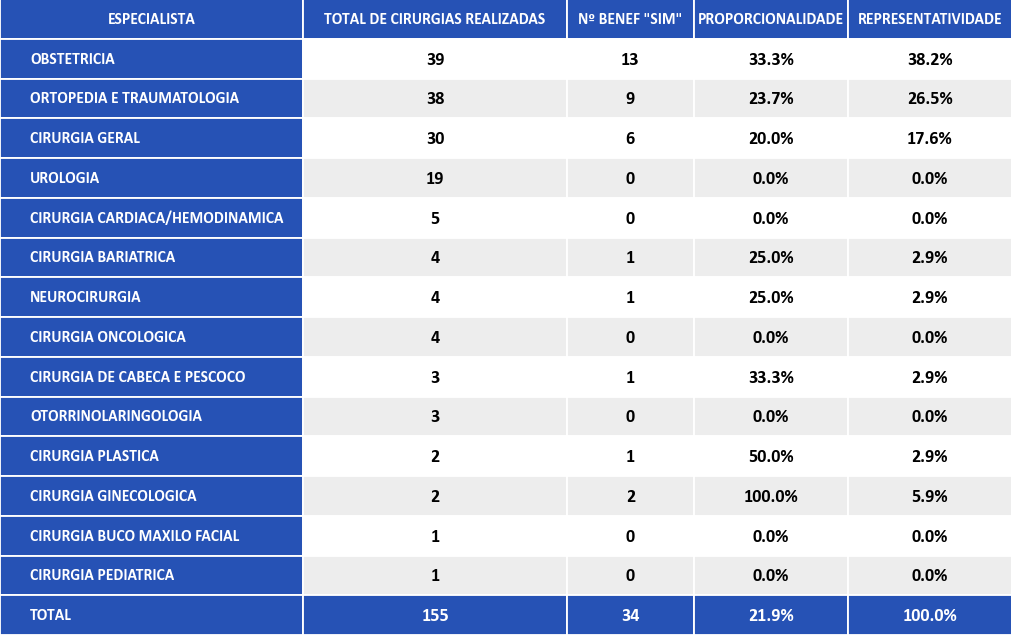 ESPECIALISTA TOTAL DE CIRURGIAS REALIZADAS Nº BENEF "SIM" PROPORCIONALIDADE REPRESENTATIVIDADE
OBSTETRICIA 39 13 33.3% 38.2%
ORTOPEDIA E TRAUMATOLOGIA 38 9 23.7% 26.5%
CIRURGIA GERAL 30 6 20.0% 17.6%
UROLOGIA 19 0 0.0% 0.0%
CIRURGIA CARDIACA/HEMODINAMICA 5 0 0.0% 0.0%
CIRURGIA BARIATRICA 4 1 25.0% 2.9%
NEUROCIRURGIA 4 1 25.0% 2.9%
CIRURGIA ONCOLOGICA 4 0 0.0% 0.0%
CIRURGIA DE CABECA E PESCOCO 3 1 33.3% 2.9%
OTORRINOLARINGOLOGIA 3 0 0.0% 0.0%
CIRURGIA PLASTICA 2 1 50.0% 2.9%
CIRURGIA GINECOLOGICA 2 2 100.0% 5.9%
CIRURGIA BUCO MAXILO FACIAL 1 0 0.0% 0.0%
CIRURGIA PEDIATRICA 1 0 0.0% 0.0%
TOTAL 155 34 21.9% 100.0%